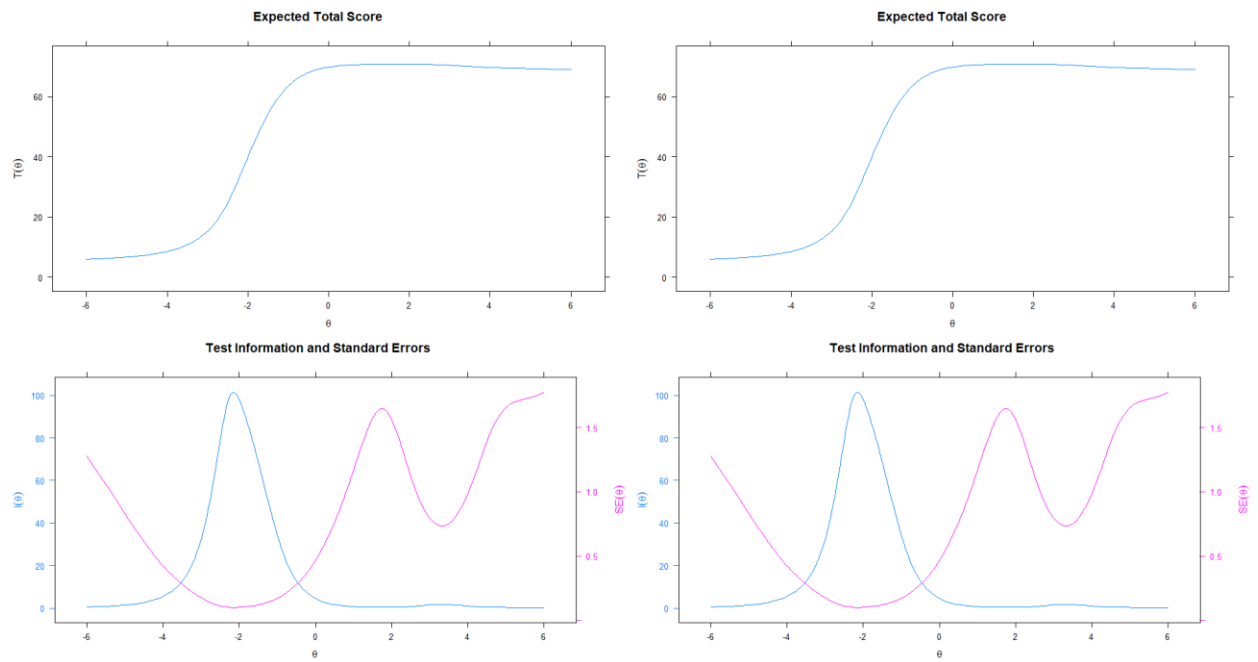 Expected Total Score
60
40
20
0
T(θ)
-6 -4 -2 0 2 4 6
θ
Expected Total Score
60
40
20
0
T(θ)
-6 -4 -2 0 2 4 6
θ
Test Information and Standard Errors
100
80
60
40
20
0
I(θ)
1.5
1.0
0.5
SE(θ)
-6 -4 -2 0 2 4 6
θ
Test Information and Standard Errors
100
80
60
40
20
0
I(θ)
1.5
1.0
0.5
SE(θ)
-6 -4 -2 0 2 4 6
θ